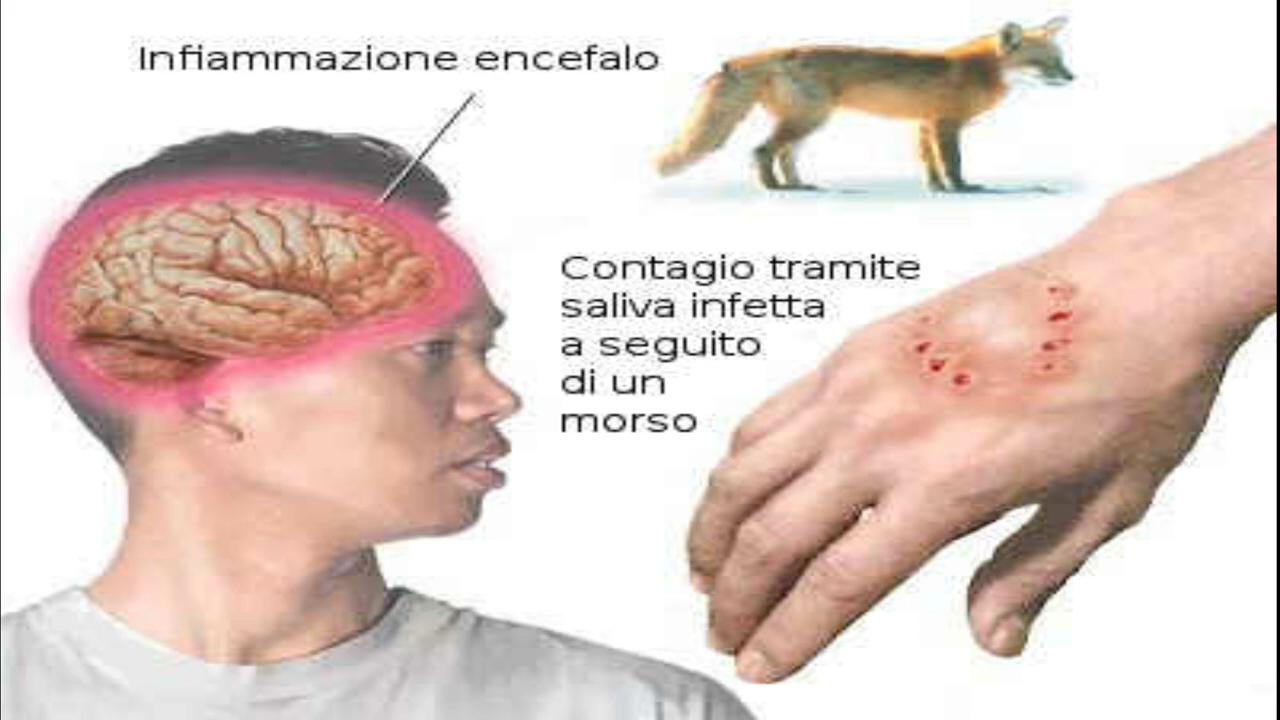 Infiammazione encefalo
Contagio tramite
saliva infetta
a seguito
di un
morso